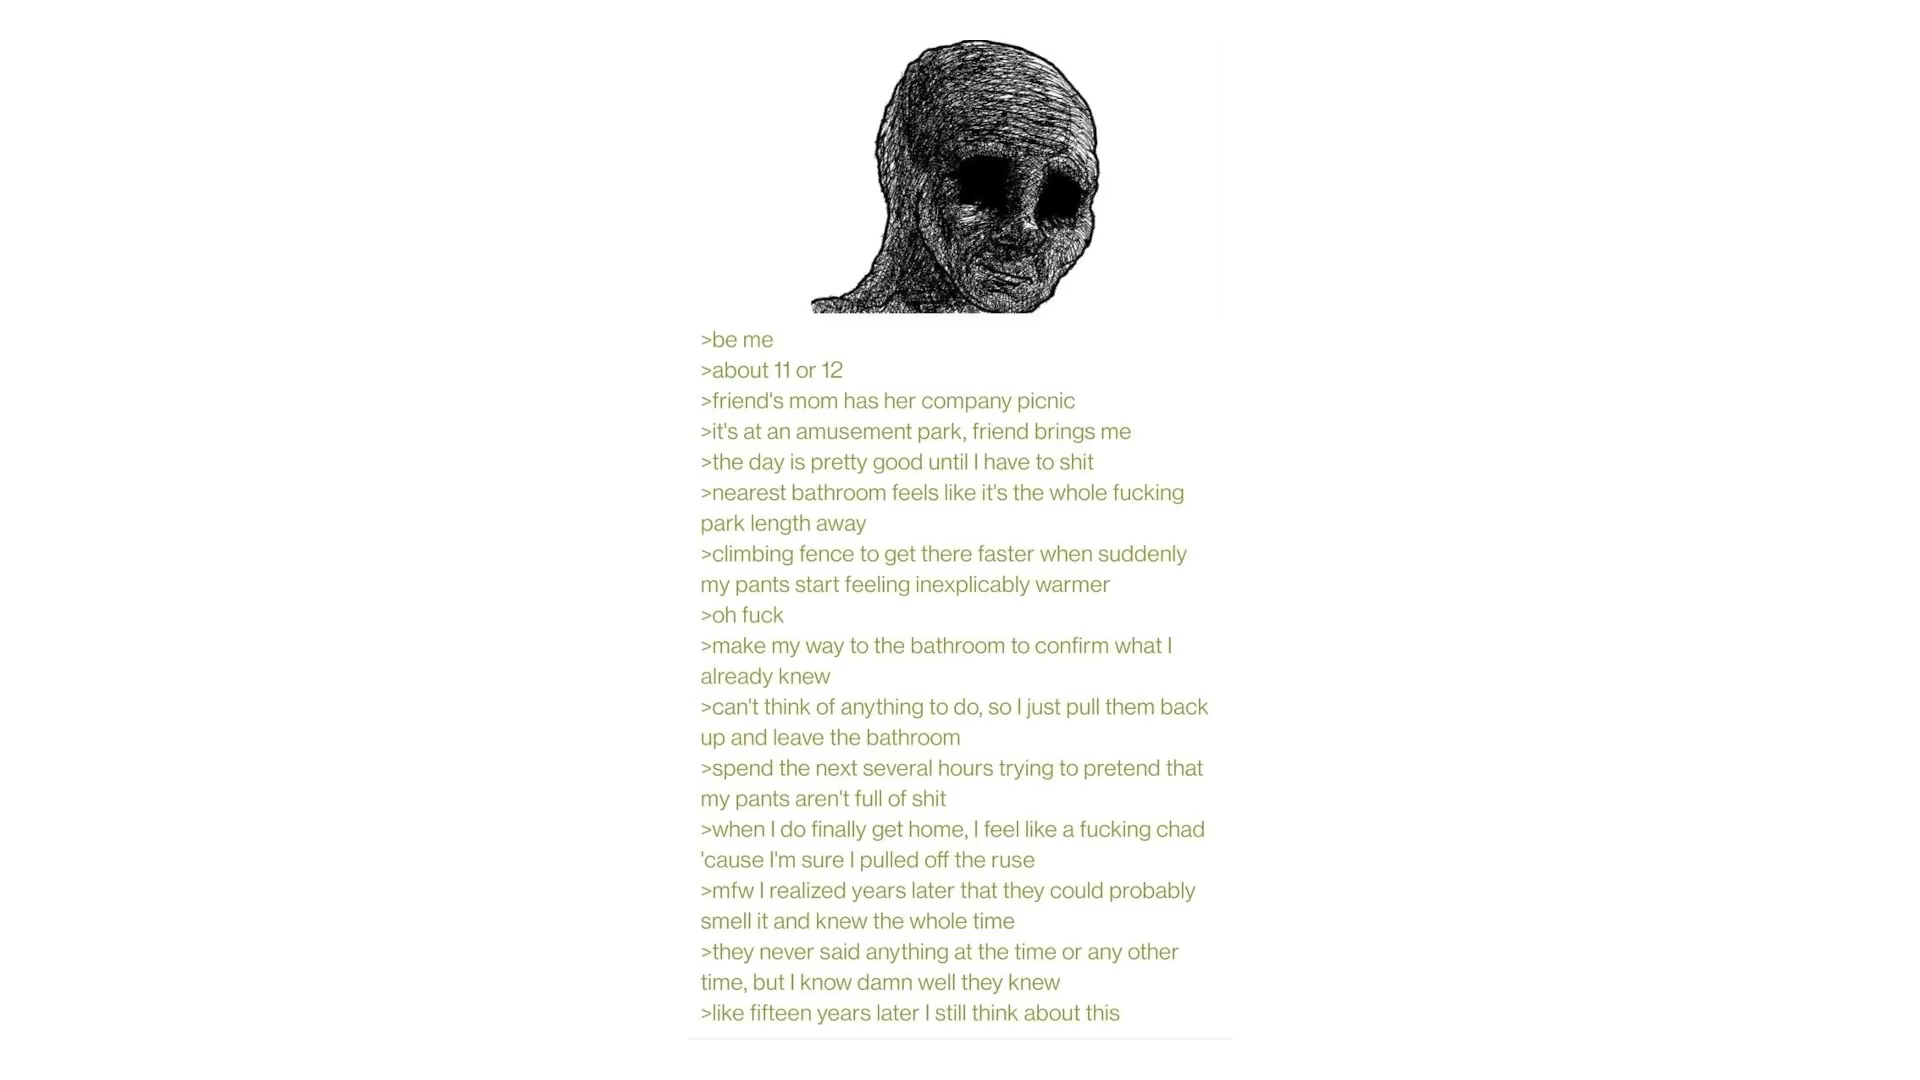 >be me
>about 11 or 12
>friend's mom has her company picnic
>it's at an amusement park, friend brings me
>the day is pretty good until I have to shit
>nearest bathroom feels like it's the whole fucking
park length away
>climbing fence to get there faster when suddenly
my pants start feeling inexplicably warmer
>oh fuck
>make my way to the bathroom to confirm what I
already knew
>can't think of anything to do, so I just pull them back
up and leave the bathroom
>spend the next several hours trying to pretend that
my pants aren't full of shit
>when I do finally get home, I feel like a fucking chad
'cause I'm sure I pulled off the ruse
>mfw I realized years later that they could probably
smell it and knew the whole time
>they never said anything at the time or any other
time, but I know damn well they knew
>like fifteen years later I still think about this